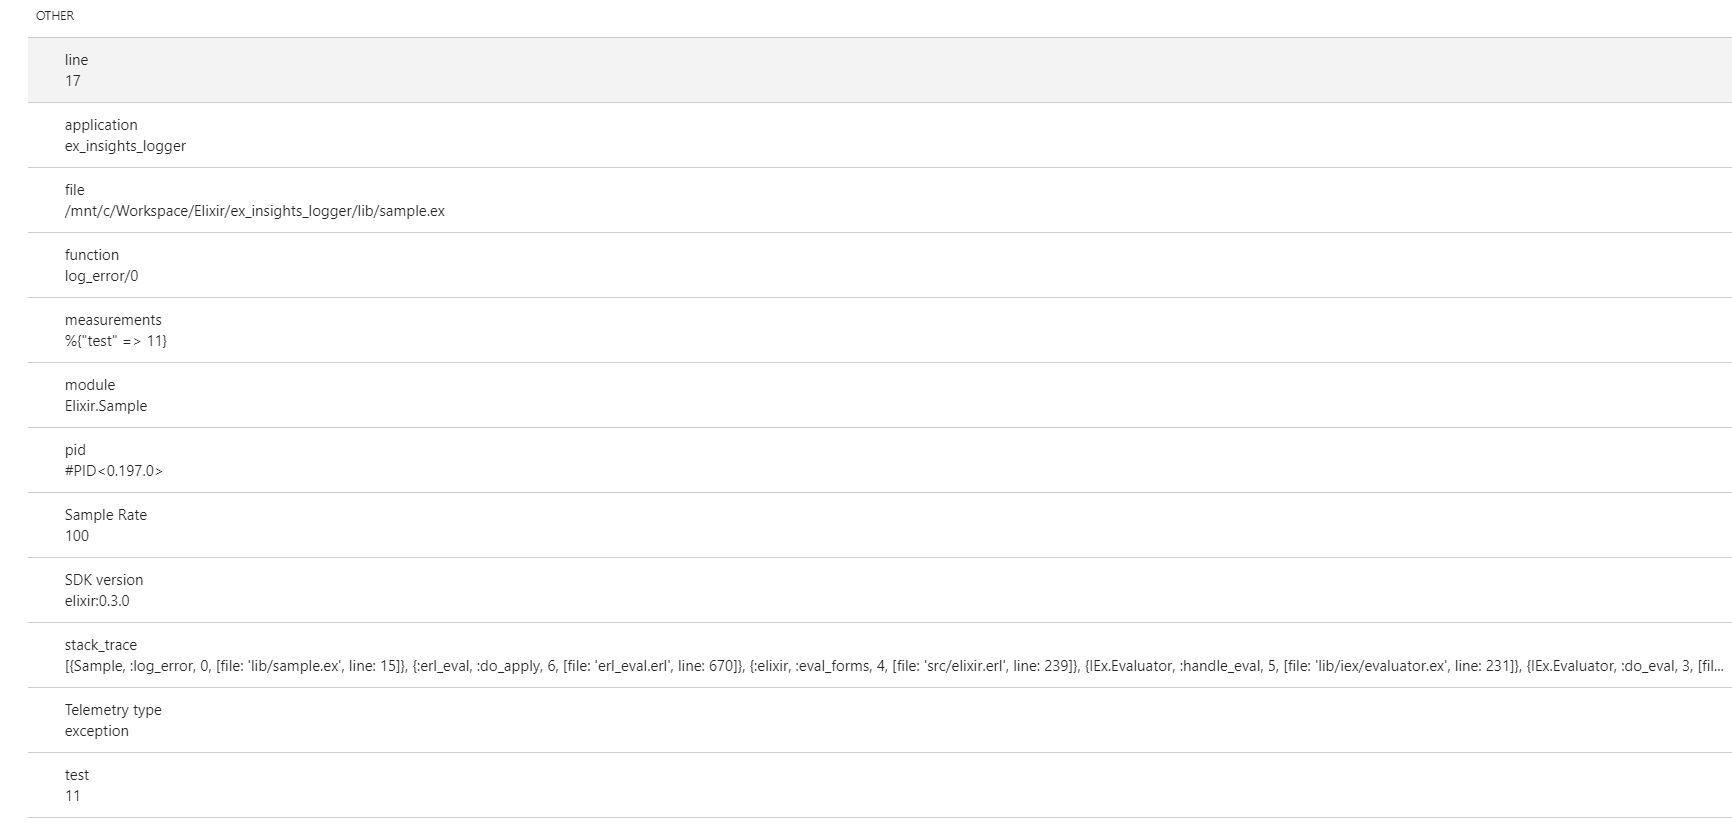 OTHER
line
17
application
ex_insights_logger
file
/mnt/c/Workspace/Elixir/ex_insights_logger/lib/sample.ex
function
log_error/0
measurements
%{"test" => 11}
module
Elixir.Sample
pid
#PID<0.197.0>
Sample Rate
100
SDK version
elixir:0.3.0
stack_trace
[{Sample, :log_error, 0, [file: 'lib/sample.ex', line: 15]}, {:erl_eval, :do_apply, 6, [file: 'erl_eval.erl', line: 670]}, {:elixir, :eval_forms, 4, [file: 'src/elixir.erl', line: 239]}, {IEx.Evaluator, :handle_eval, 5, [file: 'lib/iex/evaluator.ex', line: 231]}, {IEx.Evaluator, :do_eval, 3, [fil...
Telemetry type
exception
test
11